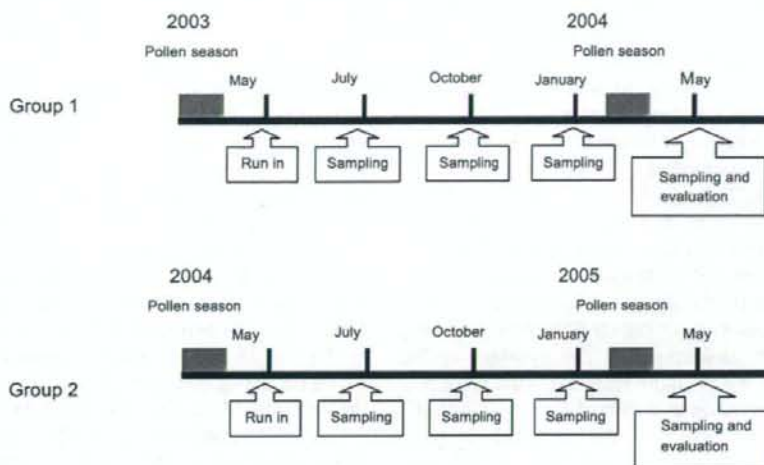 2003
2004
Pollen season
Pollen season
May
July
October
January
May
Group 1
Run in
Sampling
Sampling
Sampling
Sampling and
evaluation
2004
2005
Pollen season
Pollen season
May
July
October
January
May
Group 2
Run in
Sampling
Sampling
Sampling
Sampling and
evaluation